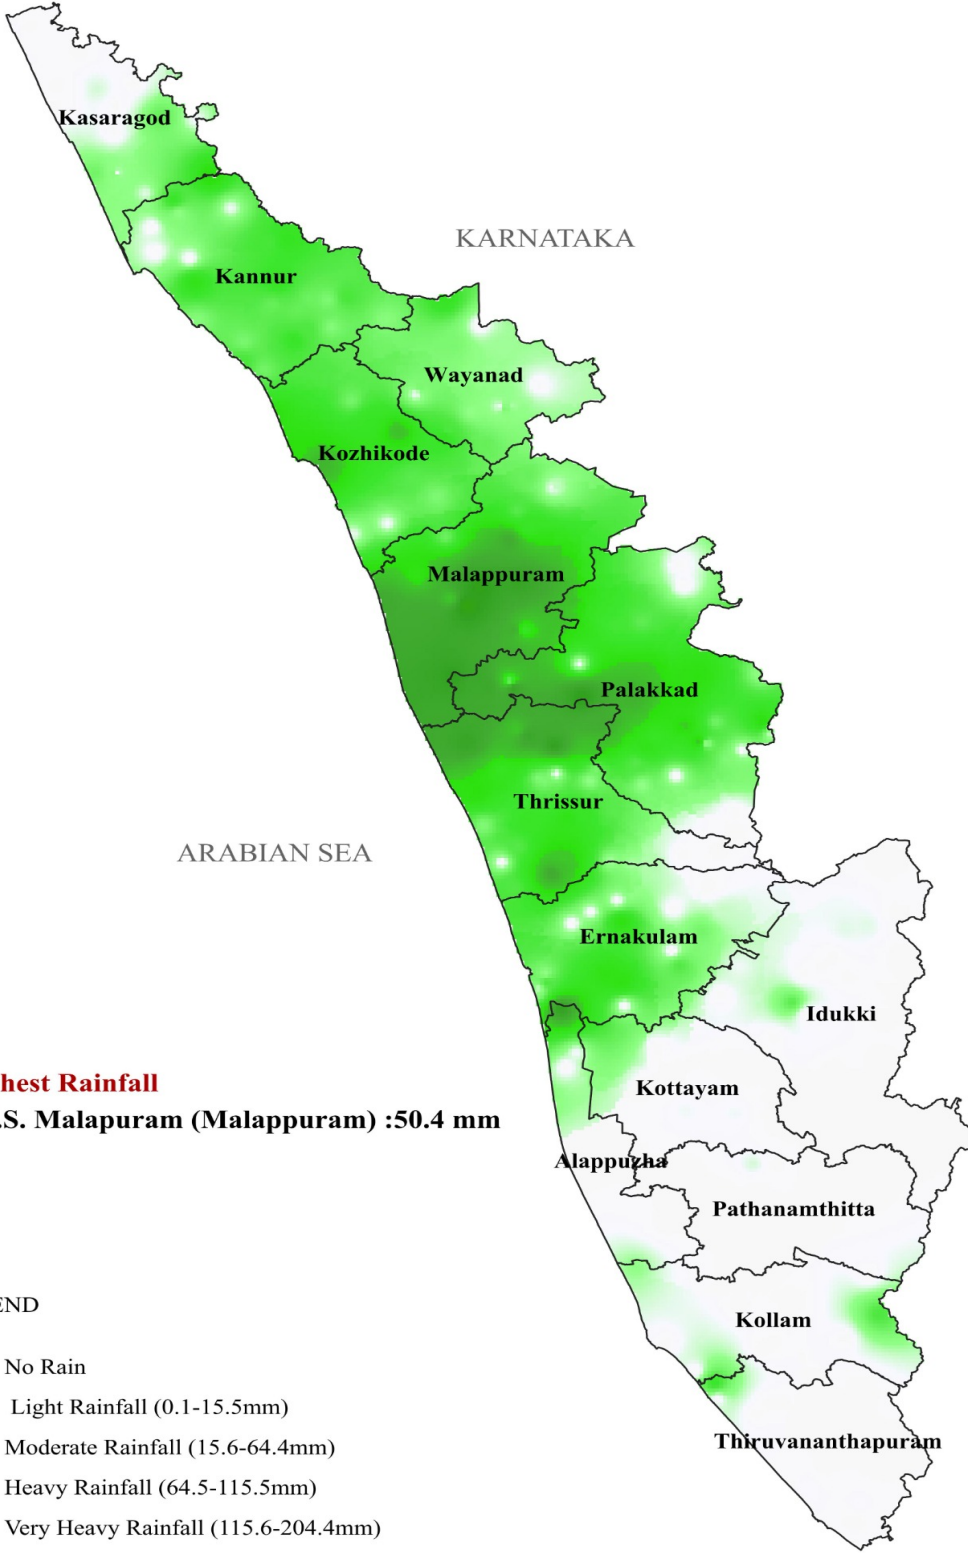 Kasaragod
KARNATAKA
Kannur
Wayanad
Kozhikode
Malappuram
Palakkad
Thrissur
ARABIAN SEA
Ernakulam
Idukki
hest Rainfall
Kottayam
.S. Malapuram (Malappuram) :50.4 mm
Alappuzha
Pathanamthitta
END
Kollam
No Rain
Light Rainfall (0.1-15.5mm)
Thiruvananthapuram
Moderate Rainfall (15.6-64.4mm)
Heavy Rainfall (64.5-115.5mm)
Very Heavy Rainfall (115.6-204.4mm)